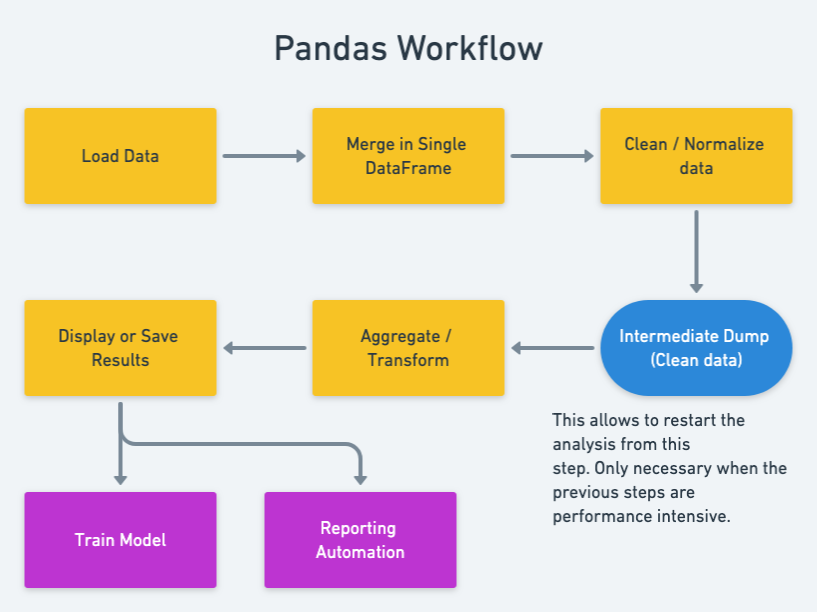 Pandas Workflow
Load Data
Merge in Single
DataFrame
Clean / Normalize
data
Display or Save
Results
Aggregate /
Transform
Intermediate Dump
(Clean data)
This allows to restart the
analysis from this
step. Only necessary when the
previous steps are
performance intensive.
Train Model
Reporting
Automation